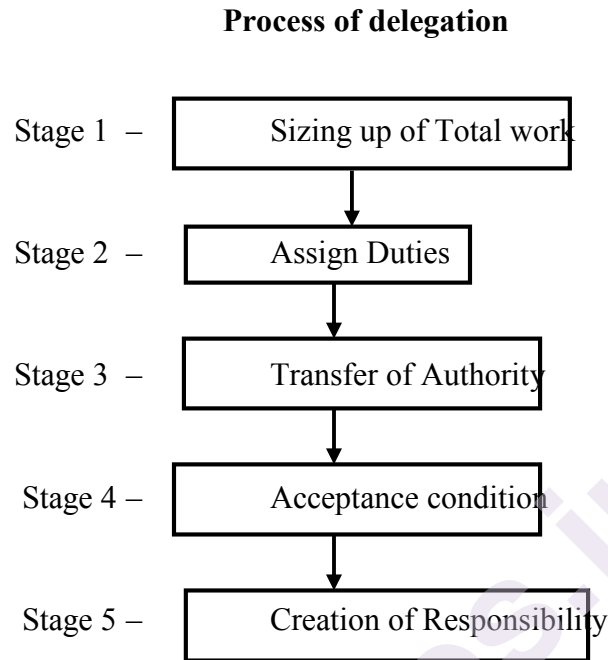 Process of delegation
Stage 1 – Sizing up of Total work
Stage 2 – Assign Duties
Stage 3 – Transfer of Authority
Stage 4 – Acceptance condition
Stage 5 – Creation of Responsibility